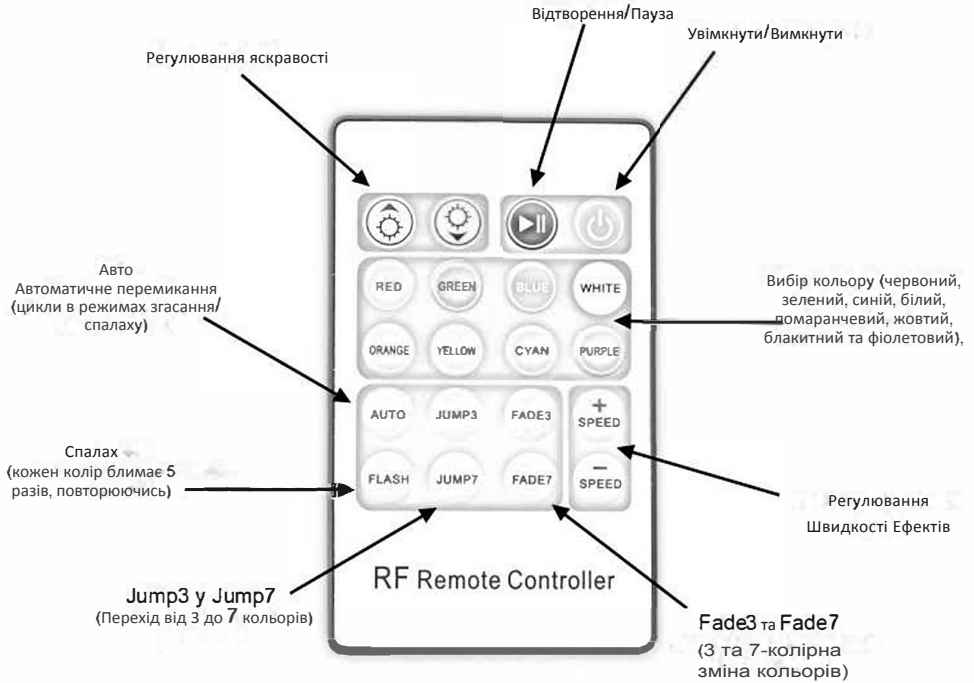 Відтворення/Пауза
Увімкнути/Вимкнути
Регулювання яскравості
Авто
Автоматичне перемикання
(цикли в режимах згасання/
спалаху)
RED GREEN BLUE WHITE
ORANGE YELLOW CYAN PURPLE
Вибір кольору (червоний,
зелений, синій, білий,
помаранчевий, жовтий,
блакитний та фіолетовий),
AUTO JUMP3 FADE3 + SPEED
FLASH JUMP7 FADE7 − SPEED
Спалах
(кожен колір блимає 5
разів, повторюючись)
Регулювання
Швидкості Ефектів
RF Remote Controller
Jump3 y Jump7
(Перехід від 3 до 7 кольорів)
Fade3 та Fade7
(3 та 7-колірна
зміна кольорів)